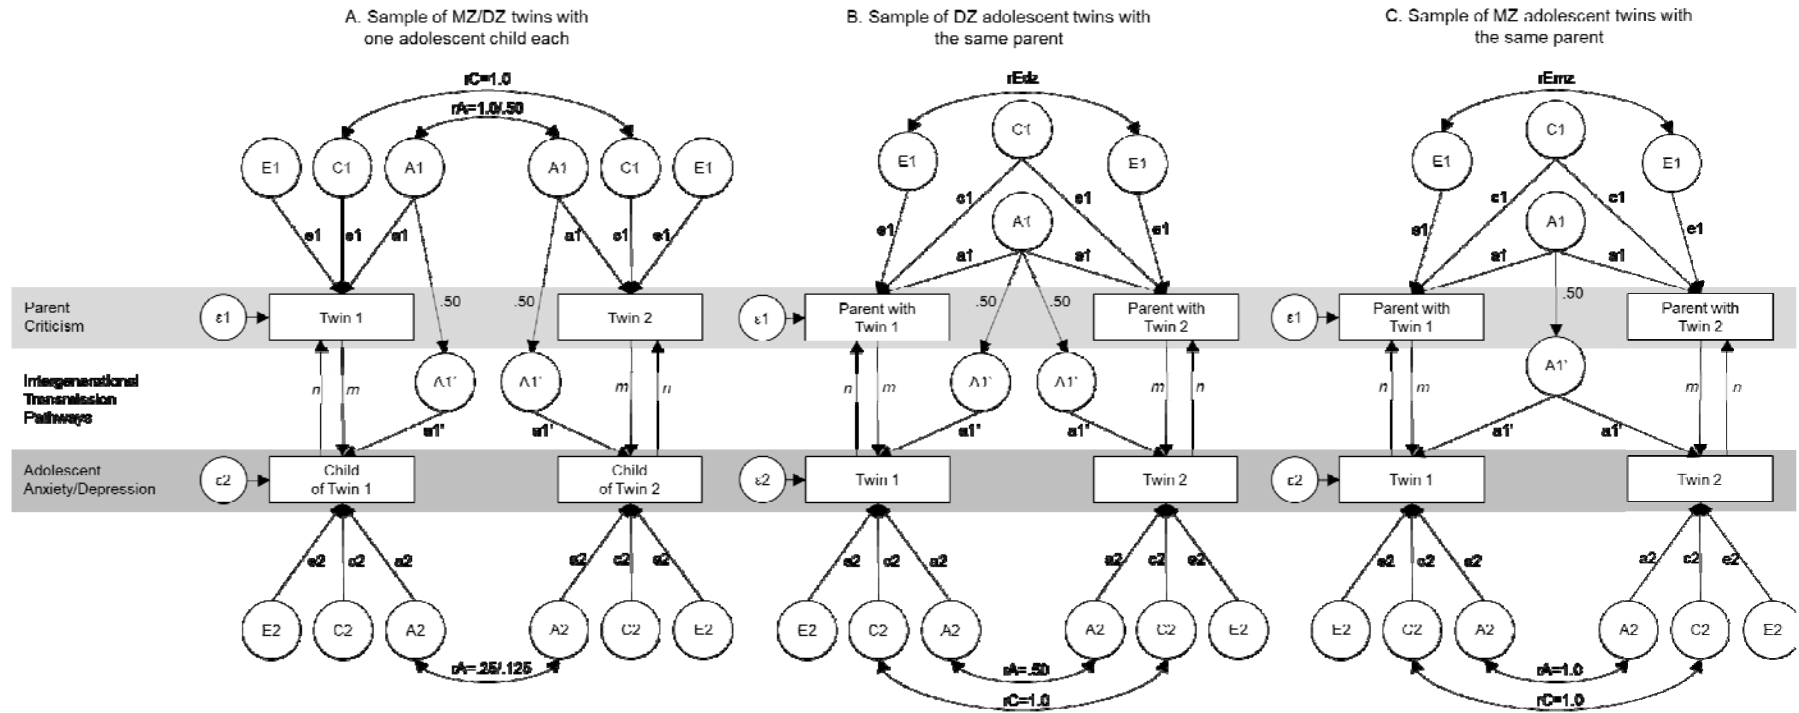 A. Sample of MZ/DZ twins with
one adolescent child each
B. Sample of DZ adolescent twins with
the same parent
C. Sample of MZ adolescent twins with
the same parent
rC=1.0
rA=1.0/.50
rEdz
rEmz
E1 C1 A1 A1 C1 E1
E1 C1 E1
A1
E1 C1 E1
A1
e1 c1 a1 a1 c1 e1
e1 c1 c1 e1
a1 a1
e1 c1 c1 e1
a1 a1
.50 .50 .50 .50 .50
Parent
Criticism
ε1 Twin 1 Twin 2
ε1 Parent with
Twin 1
Parent with
Twin 2
ε1 Parent with
Twin 1
Parent with
Twin 2
Intergenerational
Transmission
Pathways
n m A1' A1' m n
n m A1' A1' m n
n m A1' m n
a1' a1' a1' a1' a1' a1'
Adolescent
Anxiety/Depression
ε2 Child
of Twin 1
Child
of Twin 2
ε2 Twin 1 Twin 2
ε2 Twin 1 Twin 2
e2 c2 a2 a2 c2 e2
e2 c2 a2 a2 c2 e2
e2 c2 a2 a2 c2 e2
E2 C2 A2 A2 C2 E2
E2 C2 A2 A2 C2 E2
E2 C2 A2 A2 C2 E2
rA=.25/.125
rA=.50
rC=1.0
rA=1.0
rC=1.0